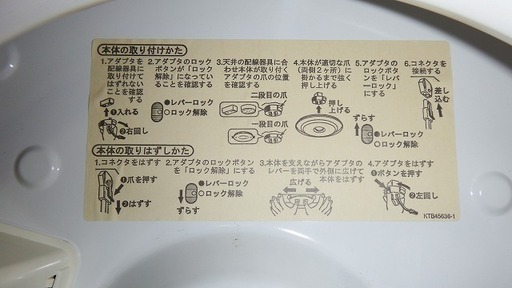 本体の取り付けかた
1.アダプタを
配線器具に
取り付けて
はずれない
ことを確認
する
❶入れる
❷右回し
2.アダプタのロック
ボタンが「ロック
解除」になってい
ることを確認する
●レバーロック
○ロック解除
3.天井の配線器具に合
わせ本体が取り付く
アダプタの爪の位置
を確認する
一段目の爪
二段目の爪
4.本体が適切な爪
(両側2ヶ所)に
掛かるまで強く
押し上げる
押し
上げる
5.アダプタの
ロックボタ
ンを「レバ
ーロック」
にする
ずらす
●レバーロック
○ロック解除
6.コネクタを
接続する
差し
込む
本体の取りはずしかた
1.コネクタをはずす
❶爪を押す
❷はずす
2.アダプタのロックボタン
を「ロック解除」にする
●レバーロック
○ロック解除
ずらす
3.本体を支えながらアダプタの
レバーを両手で外側に広げて
本体をはずす
広げる
4.アダプタをはずす
❶ボタンを押す
❷左回し
KTB45636-1